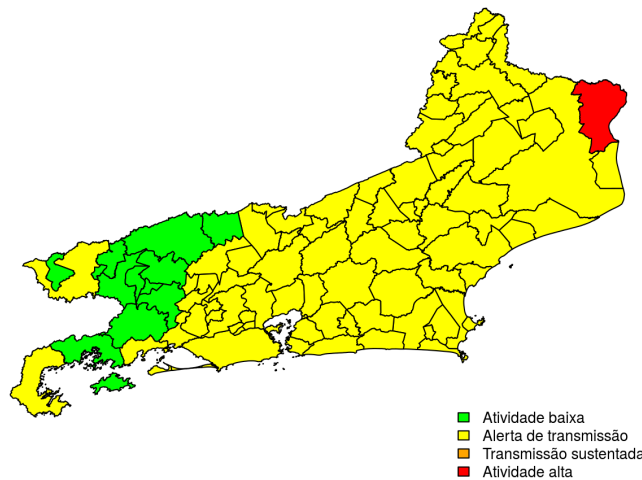 Atividade baixa
Alerta de transmissão
Transmissão sustentada
Atividade alta